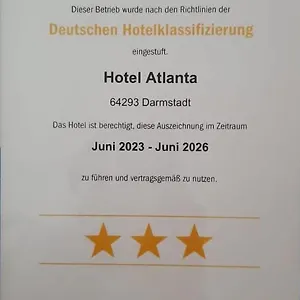 Dieser Betrieb wurde nach den Richtlinien der
Deutschen Hotelklassifizierung
eingestuft.
Hotel Atlanta
64293 Darmstadt
Das Hotel ist berechtigt, diese Auszeichnung im Zeitraum
Juni 2023 - Juni 2026
zu führen und vertragsgemäß zu nutzen.